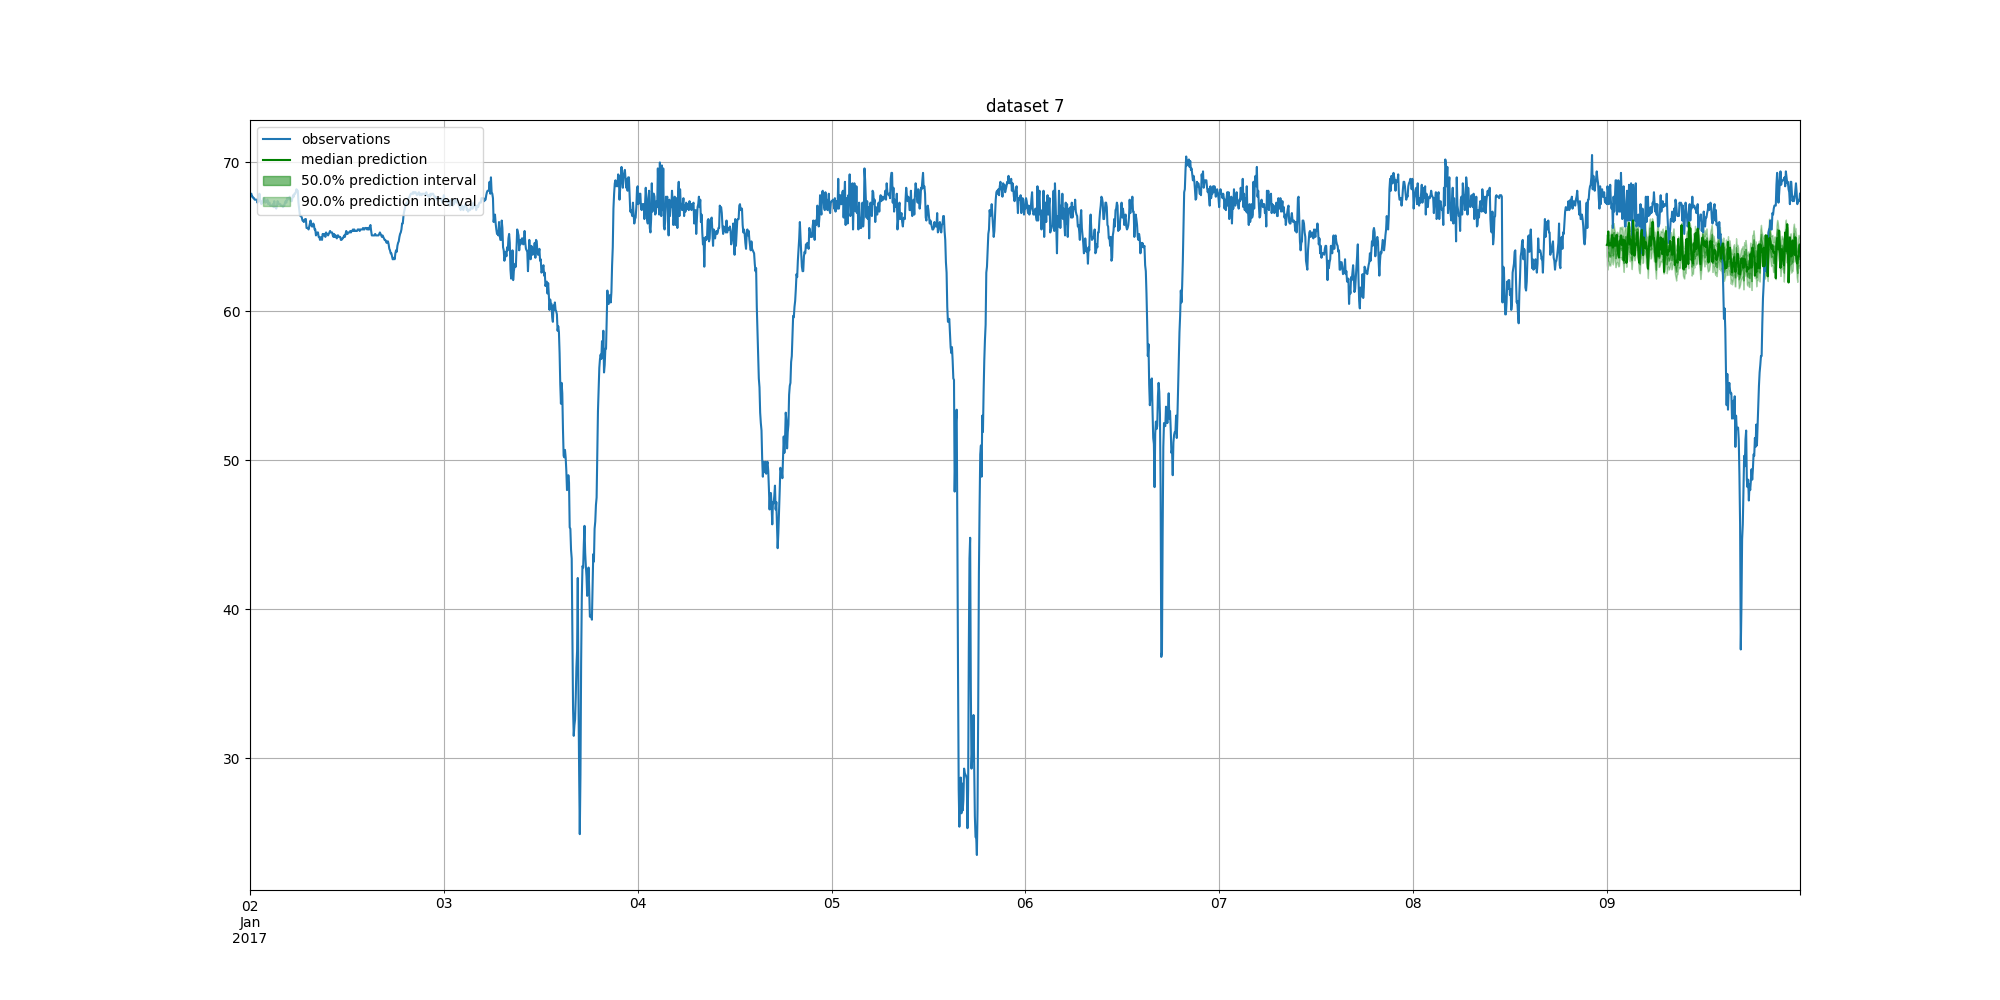 dataset 7
observations
median prediction
50.0% prediction interval
90.0% prediction interval
70
60
50
40
30
02 03 04 05 06 07 08 09
Jan
2017